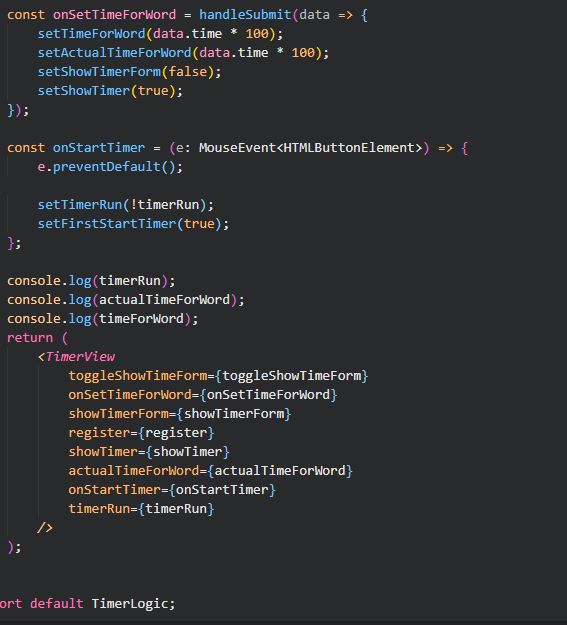 const onSetTimeForWord = handleSubmit(data => {
    setTimeForWord(data.time * 100);
    setActualTimeForWord(data.time * 100);
    setShowTimerForm(false);
    setShowTimer(true);
});

const onStartTimer = (e: MouseEvent<HTMLButtonElement>) => {
    e.preventDefault();

    setTimerRun(!timerRun);
    setFirstStartTimer(true);
};

console.log(timerRun);
console.log(actualTimeForWord);
console.log(timeForWord);
return (
    <TimerView
        toggleShowTimeForm={toggleShowTimeForm}
        onSetTimeForWord={onSetTimeForWord}
        showTimerForm={showTimerForm}
        register={register}
        showTimer={showTimer}
        actualTimeForWord={actualTimeForWord}
        onStartTimer={onStartTimer}
        timerRun={timerRun}
    />
);

ort default TimerLogic;